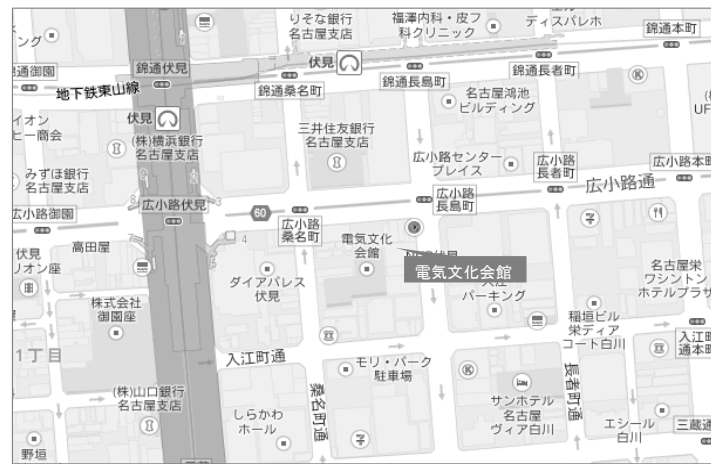 りそな銀行
名古屋支店
福澤内科・皮フ
科クリニック
ディスパレホ
錦通本町
ング
錦通御園
錦通伏見
伏見
錦通長島町
錦通長者町
地下鉄東山線
錦通桑名町
名古屋鴻池
ビルディング
UF
イオン
ヒー商会
伏見
(株)横浜銀行
名古屋支店
三井住友銀行
名古屋支店
みずほ銀行
名古屋支店
広小路センター
プレイス
広小路
長者町
広小路本町
広小路通
広小路御園
広小路伏見
3
60
広小路
桑名町
広小路
長島町
4
伏見
リオン座
高田屋
電気文化
会館
電気文化会館
ダイアパレス
伏見
パーキング
名古屋栄
ワシントン
ホテルプラザ
株式会社
御園座
稲垣ビル
栄ディア
コート白川
入江町
通本町
1丁目
入江町通
モリ・パーク
駐車場
(株)山口銀行
名古屋支店
桑名町通
長者町通
サンホテル
名古屋
ヴィア白川
しらかわ
ホール
エシール
白川
三蔵通
野垣